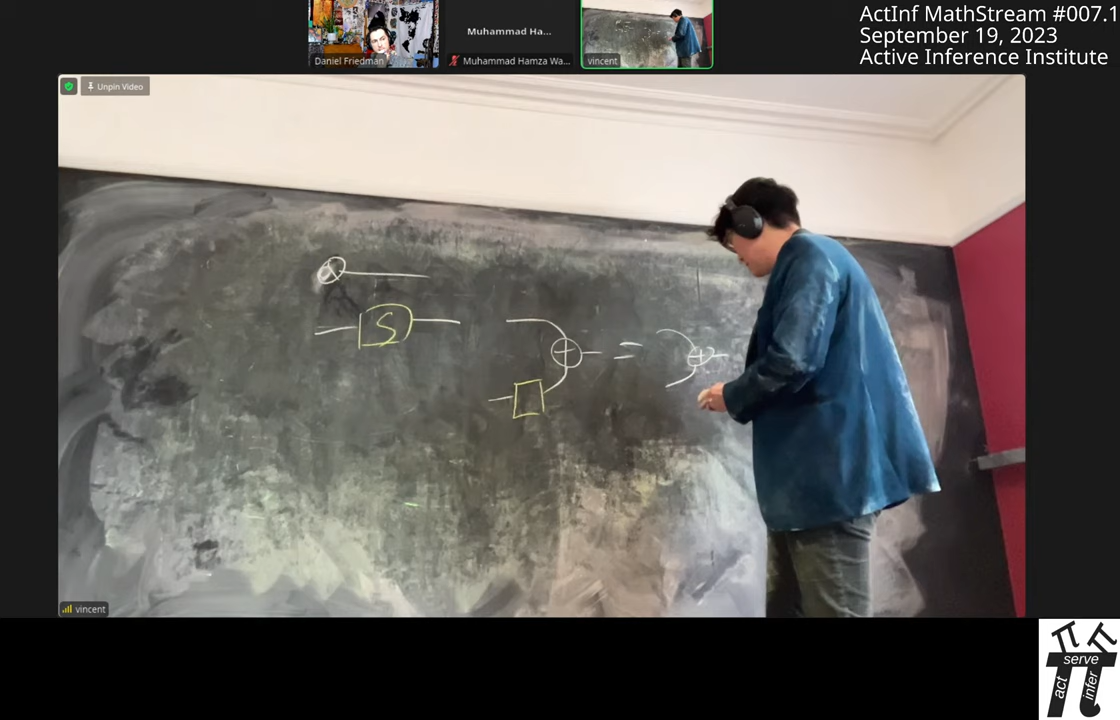 ActInf MathStream #007.1
September 19, 2023
Active Inference Institute
Daniel Friedman
Muhammad Ha...
Muhammad Hamza Wa...
vincent
Unpin Video
S
+ = +
vincent
π π
serve
act infer